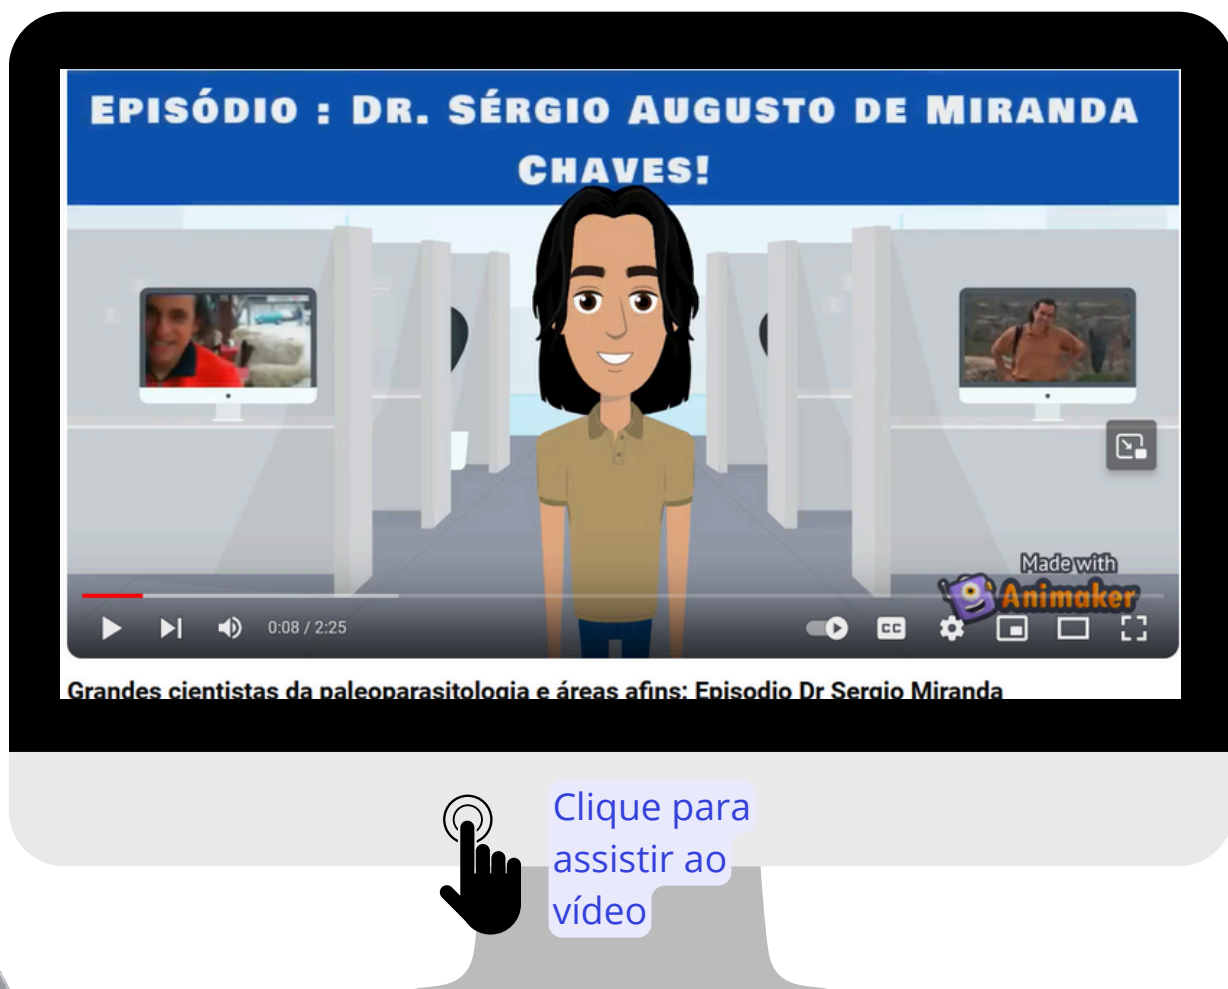 EPISÓDIO : DR. SÉRGIO AUGUSTO DE MIRANDA
CHAVES!
Made with
Animaker
0:08 / 2:25
CC
Grandes cientistas da paleoparasitologia e áreas afins: Episodio Dr Sergio Miranda
Clique para
assistir ao
vídeo